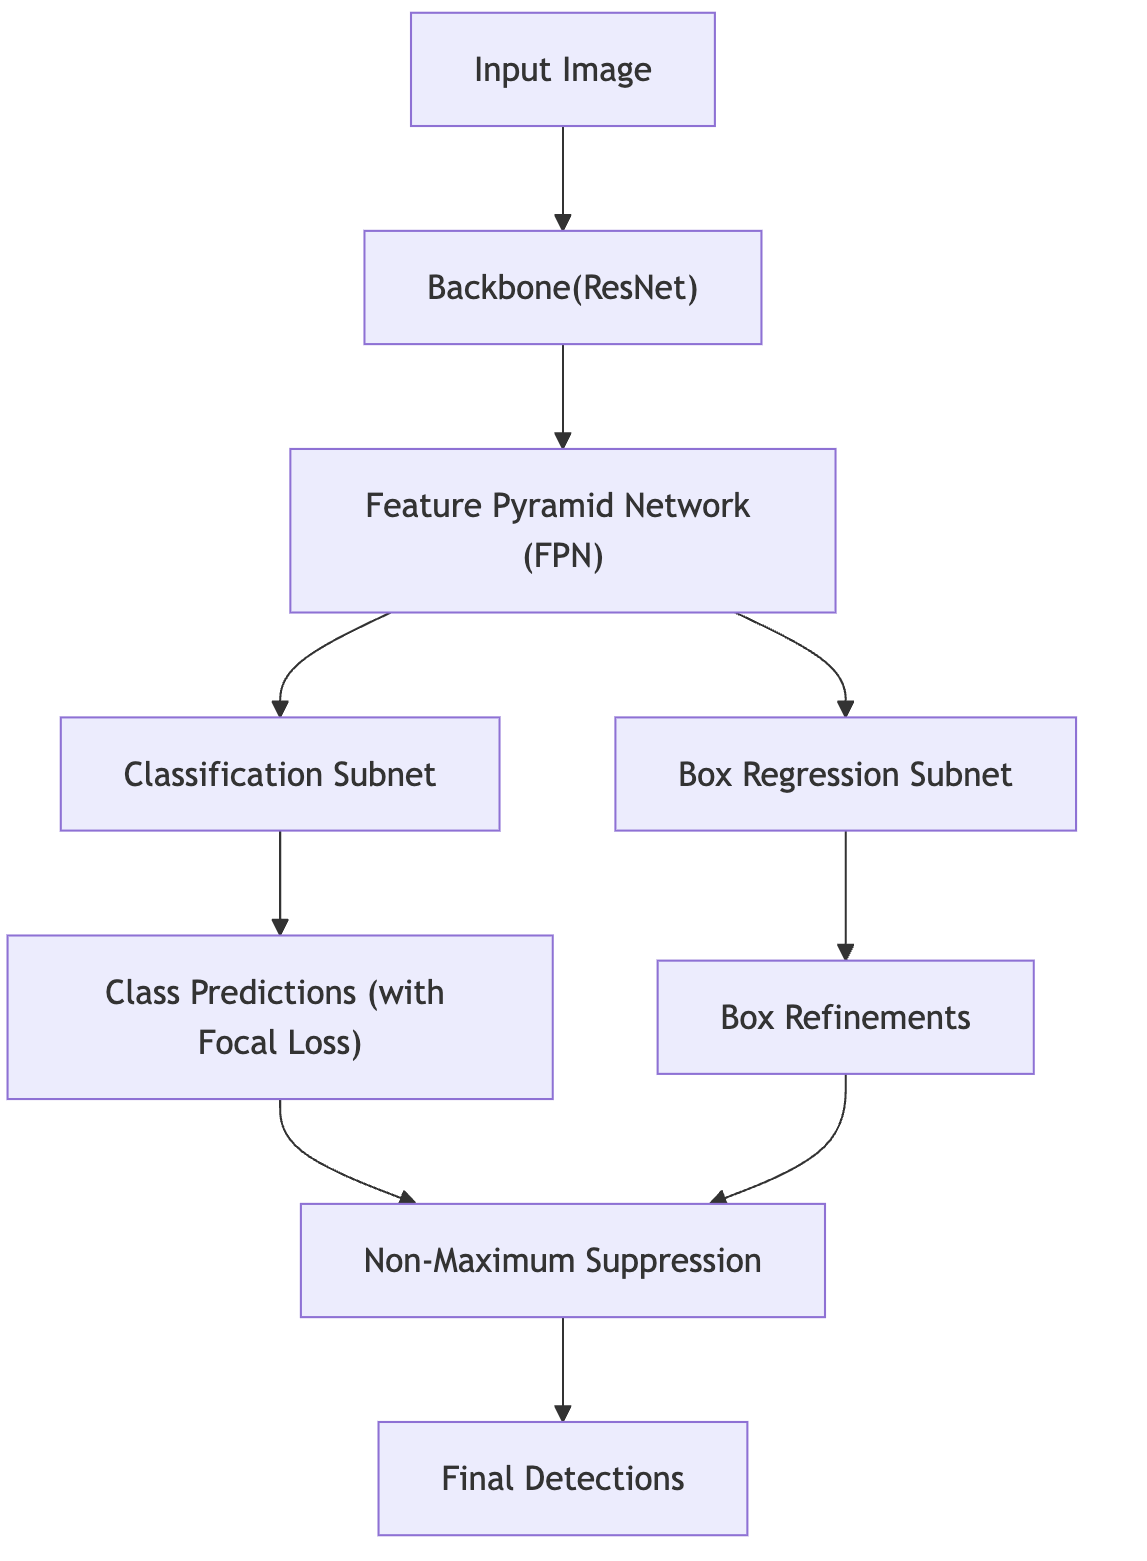 Input Image
Backbone(ResNet)
Feature Pyramid Network
(FPN)
Classification Subnet
Box Regression Subnet
Class Predictions (with
Focal Loss)
Box Refinements
Non-Maximum Suppression
Final Detections